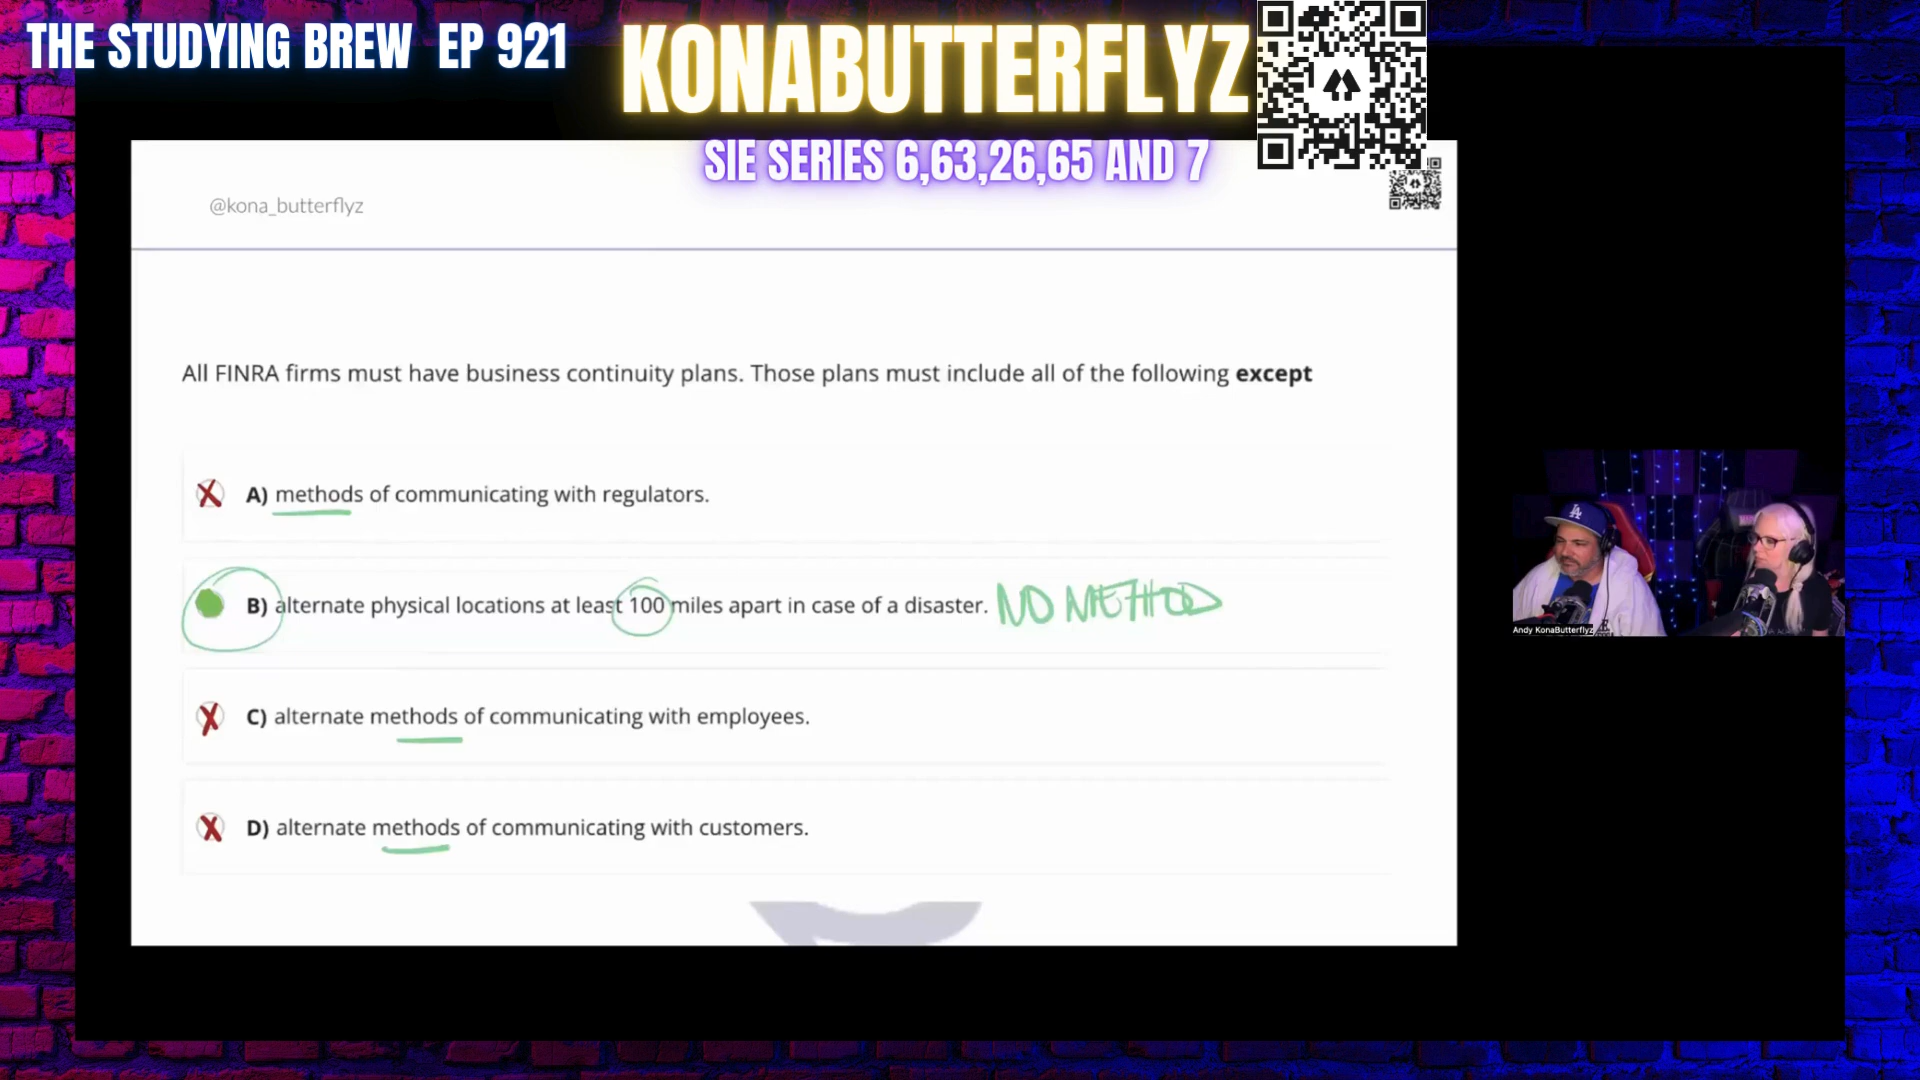 THE STUDYING BREW EP 921
KONABUTTERFLYZ
SIE SERIES 6,63,26,65 AND 7
@kona_butterflyz
All FINRA firms must have business continuity plans. Those plans must include all of the following except
A) methods of communicating with regulators.
B) alternate physical locations at least 100 miles apart in case of a disaster. NO METHOD
C) alternate methods of communicating with employees.
D) alternate methods of communicating with customers.
LA
Andy KonaButterflyz